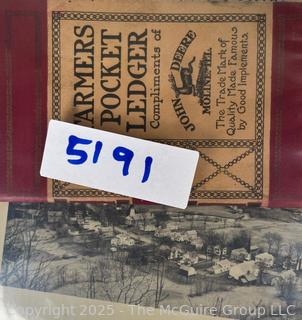 FARMERS
POCKET
LEDGER
Compliments of
JOHN DEERE
MOLINE, ILL.
The Trade Mark of
Quality Made Famous
by Good Implements.
5191
Copyright © 2025 - The McGuire Group LLC